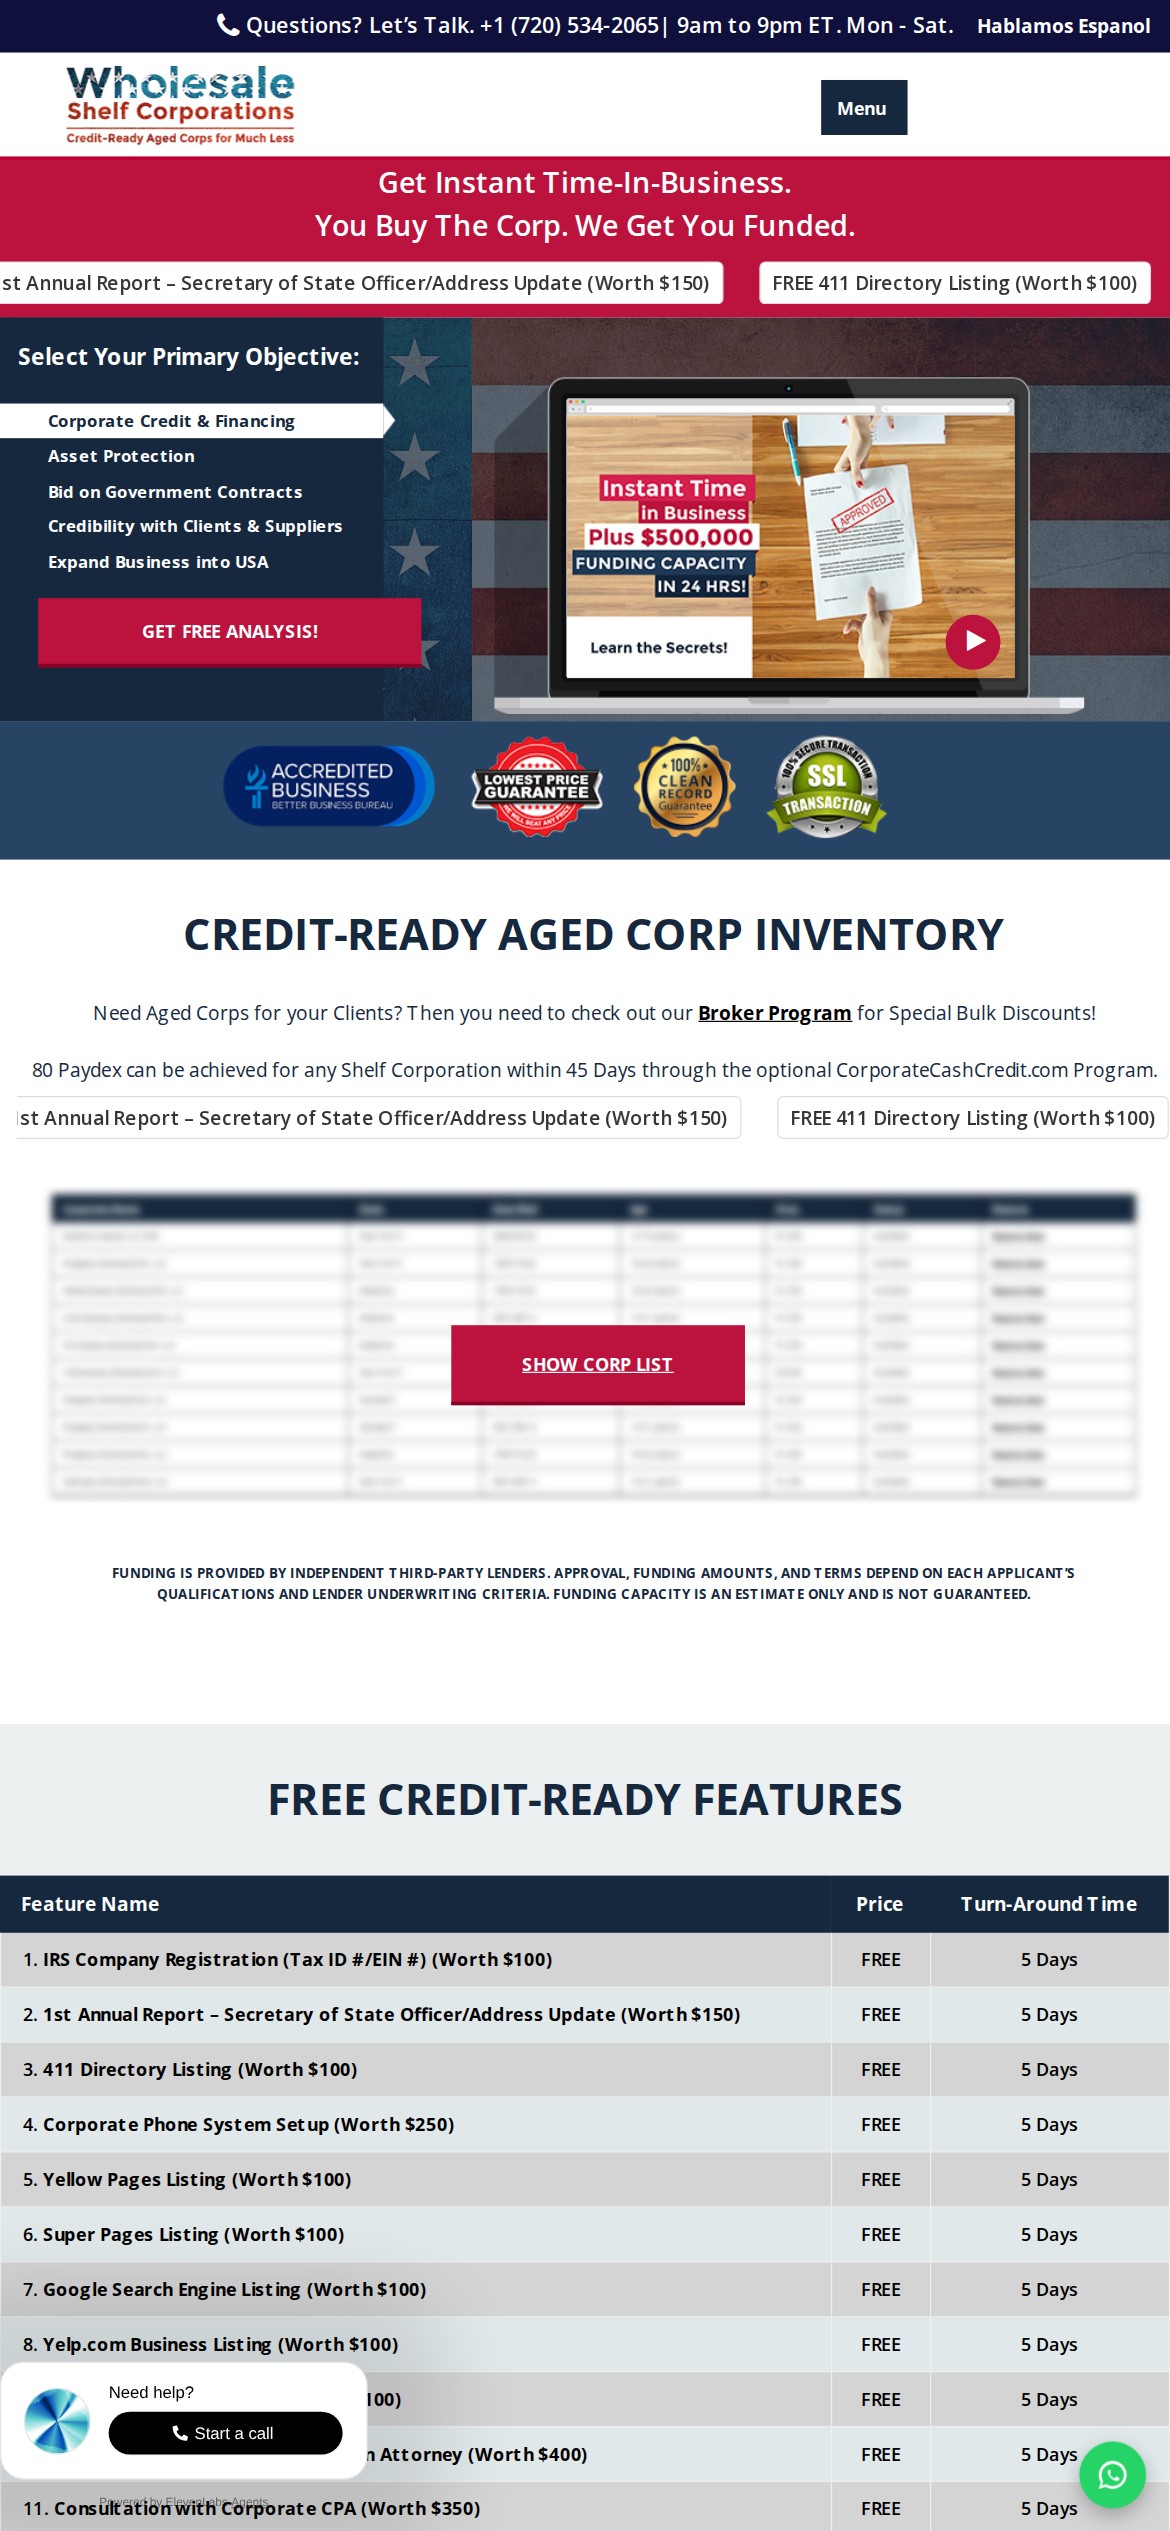 Questions? Let's Talk. +1 (720) 534-2065| 9am to 9pm ET. Mon - Sat. Hablamos Espanol
Wholesale
Shelf Corporations
Credit-Ready Aged Corps for Much Less
Menu
Get Instant Time-In-Business.
You Buy The Corp. We Get You Funded.
st Annual Report – Secretary of State Officer/Address Update (Worth $150) FREE 411 Directory Listing (Worth $100)
Select Your Primary Objective:
Corporate Credit & Financing
Asset Protection
Bid on Government Contracts
Credibility with Clients & Suppliers
Expand Business into USA
GET FREE ANALYSIS!
Instant Time
in Business
Plus $500,000
FUNDING CAPACITY
IN 24 HRS!
Learn the Secrets!
APPROVED
ACCREDITED
BUSINESS
BETTER BUSINESS BUREAU
LOWEST PRICE
GUARANTEE
WE WILL BEAT ANY PRICE
100%
CLEAN
RECORD
Guarantee
100% SECURE TRANSACTION
SSL
TRANSACTION
CREDIT-READY AGED CORP INVENTORY
Need Aged Corps for your Clients? Then you need to check out our Broker Program for Special Bulk Discounts!
80 Paydex can be achieved for any Shelf Corporation within 45 Days through the optional CorporateCashCredit.com Program.
st Annual Report – Secretary of State Officer/Address Update (Worth $150) FREE 411 Directory Listing (Worth $100)
SHOW CORP LIST
FUNDING IS PROVIDED BY INDEPENDENT THIRD-PARTY LENDERS. APPROVAL, FUNDING AMOUNTS, AND TERMS DEPEND ON EACH APPLICANT'S
QUALIFICATIONS AND LENDER UNDERWRITING CRITERIA. FUNDING CAPACITY IS AN ESTIMATE ONLY AND IS NOT GUARANTEED.
FREE CREDIT-READY FEATURES
Feature Name Price Turn-Around Time
1. IRS Company Registration (Tax ID #/EIN #) (Worth $100) FREE 5 Days
2. 1st Annual Report – Secretary of State Officer/Address Update (Worth $150) FREE 5 Days
3. 411 Directory Listing (Worth $100) FREE 5 Days
4. Corporate Phone System Setup (Worth $250) FREE 5 Days
5. Yellow Pages Listing (Worth $100) FREE 5 Days
6. Super Pages Listing (Worth $100) FREE 5 Days
7. Google Search Engine Listing (Worth $100) FREE 5 Days
8. Yelp.com Business Listing (Worth $100) FREE 5 Days
100) FREE 5 Days
n Attorney (Worth $400) FREE 5 Days
11. Consultation with Corporate CPA (Worth $350) FREE 5 Days
Need help?
Start a call
Powered by ElevenLabs Agents